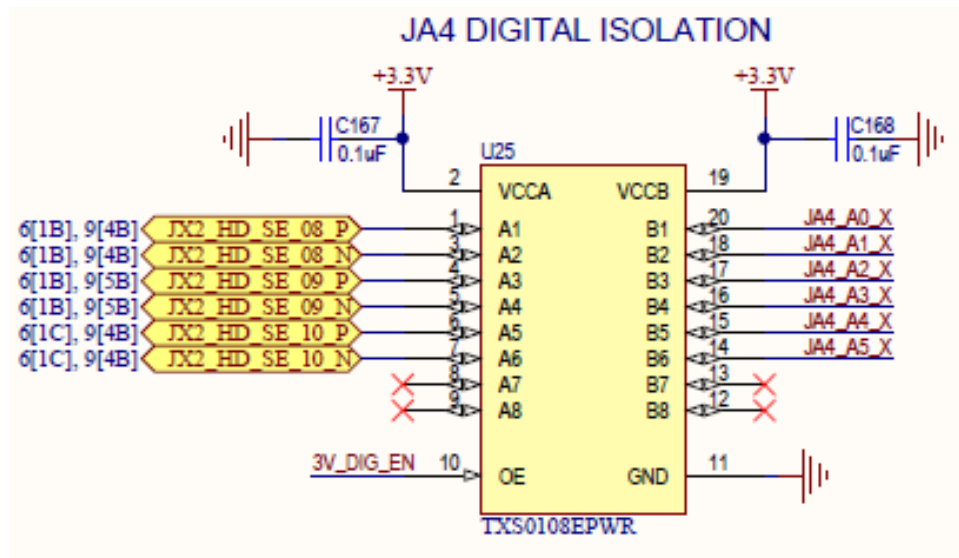 JA4 DIGITAL ISOLATION
+3.3V +3.3V
C167 C168
0.1uF 0.1uF
U25
2 VCCA VCCB 19
6[1B], 9[4B] JX2_HD_SE_08_P 1 A1 B1 20 JA4_A0_X
6[1B], 9[4B] JX2_HD_SE_08_N 3 A2 B2 18 JA4_A1_X
6[1B], 9[5B] JX2_HD_SE_09_P 4 A3 B3 17 JA4_A2_X
6[1B], 9[5B] JX2_HD_SE_09_N 5 A4 B4 16 JA4_A3_X
6[1C], 9[4B] JX2_HD_SE_10_P 6 A5 B5 15 JA4_A4_X
6[1C], 9[4B] JX2_HD_SE_10_N 7 A6 B6 14 JA4_A5_X
8 A7 B7 13
9 A8 B8 12
3V_DIG_EN 10 OE GND 11
TXS0108EPWR